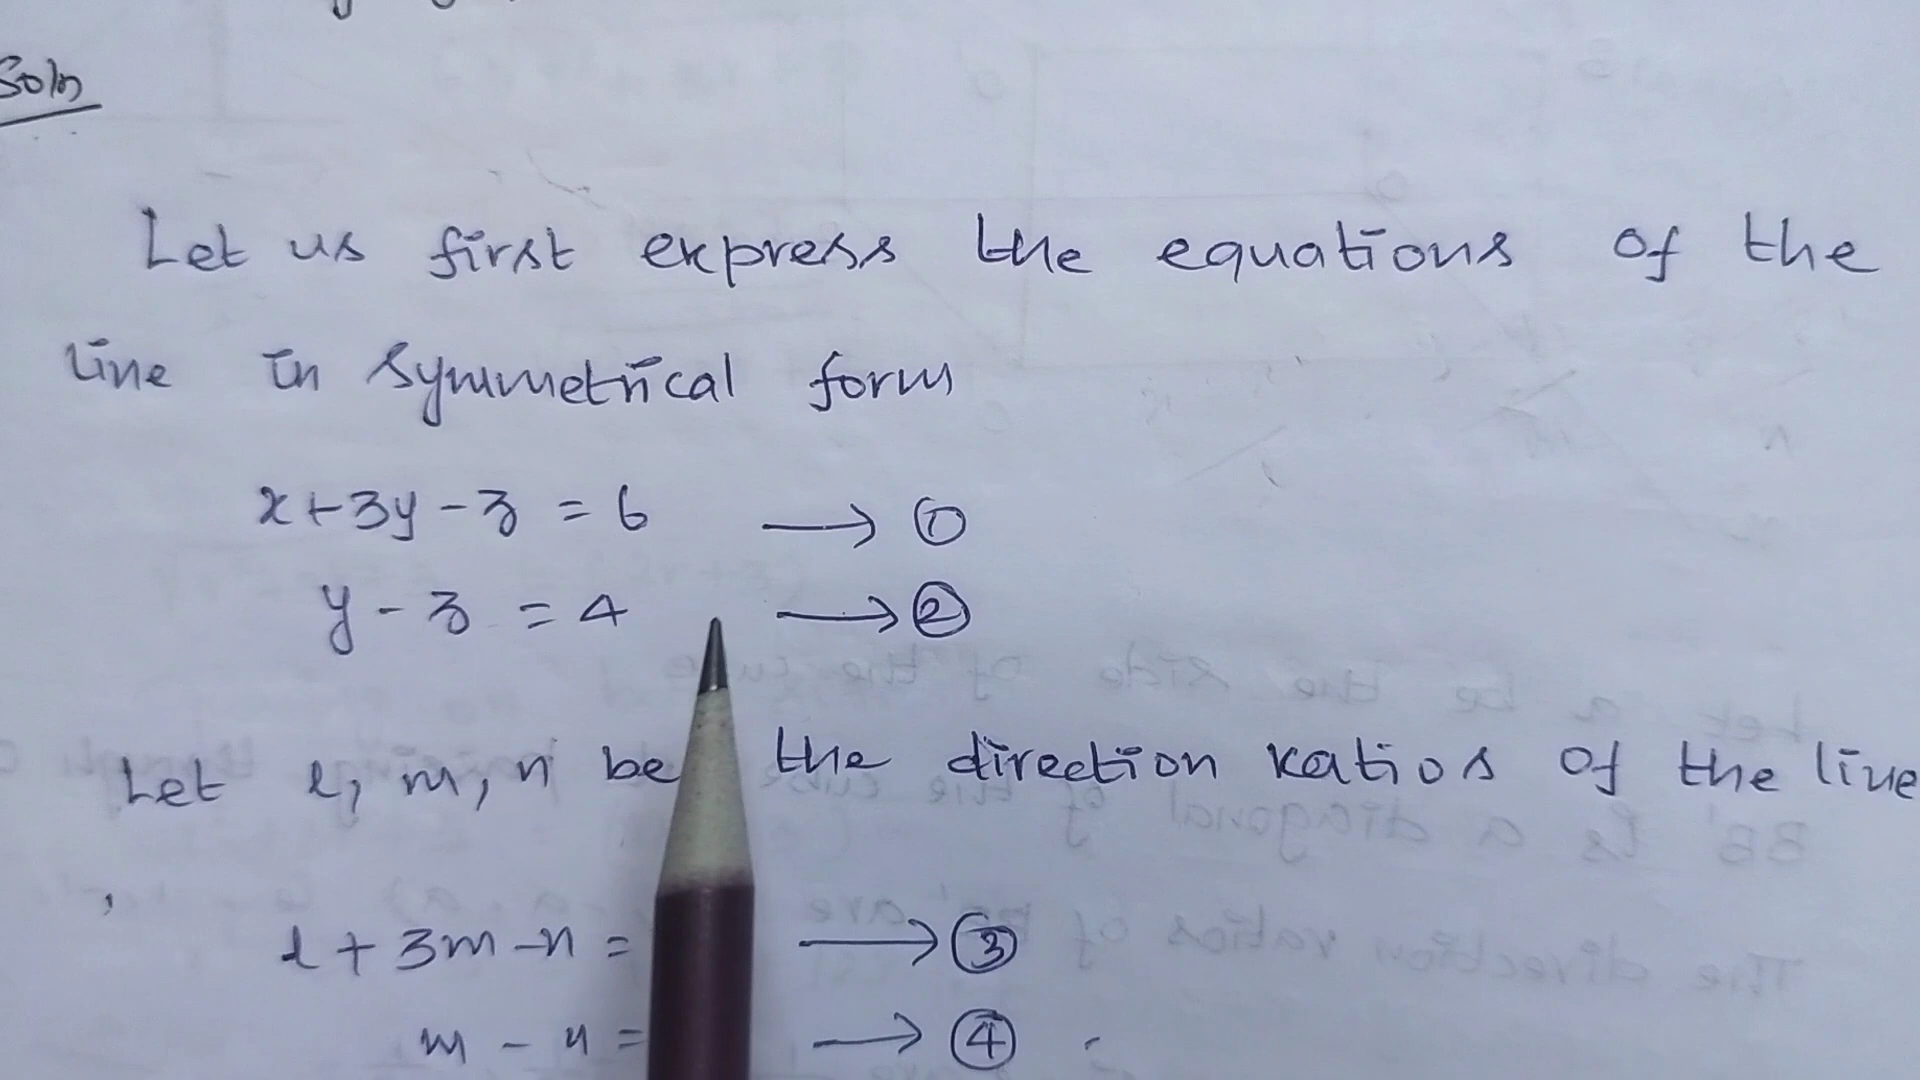 Soln
Let us first express the equations of the
line in symmetrical form
x+3y-z = 6 → ①
y-z = 4 → ②
Let l, m, n be the direction ratios of the line
l + 3m - n = → ③
m - n = → ④